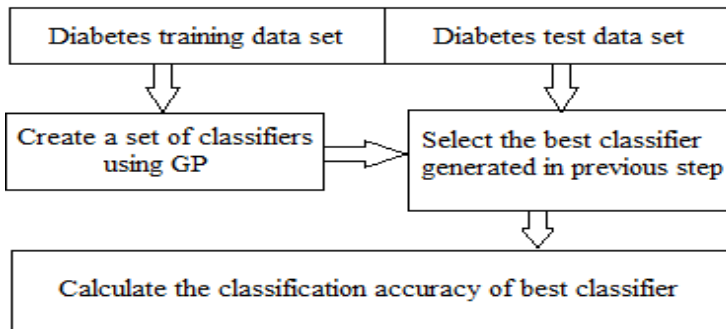 Diabetes training data set
Diabetes test data set
Create a set of classifiers
using GP
Select the best classifier
generated in previous step
Calculate the classification accuracy of best classifier